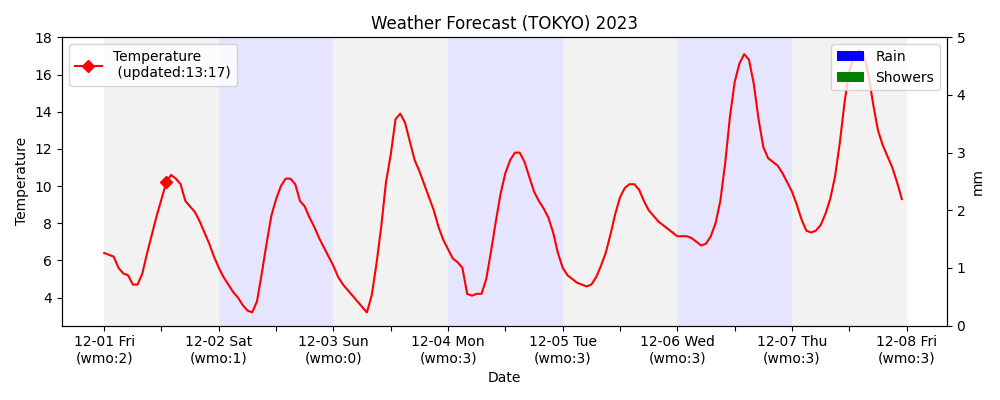 Weather Forecast (TOKYO) 2023
Temperature
(updated:13:17)
Rain
Showers
18
16
14
12
10
8
6
4
Temperature
5
4
3
2
1
0
mm
12-01 Fri
(wmo:2)
12-02 Sat
(wmo:1)
12-03 Sun
(wmo:0)
12-04 Mon
(wmo:3)
12-05 Tue
(wmo:3)
12-06 Wed
(wmo:3)
12-07 Thu
(wmo:3)
12-08 Fri
(wmo:3)
Date